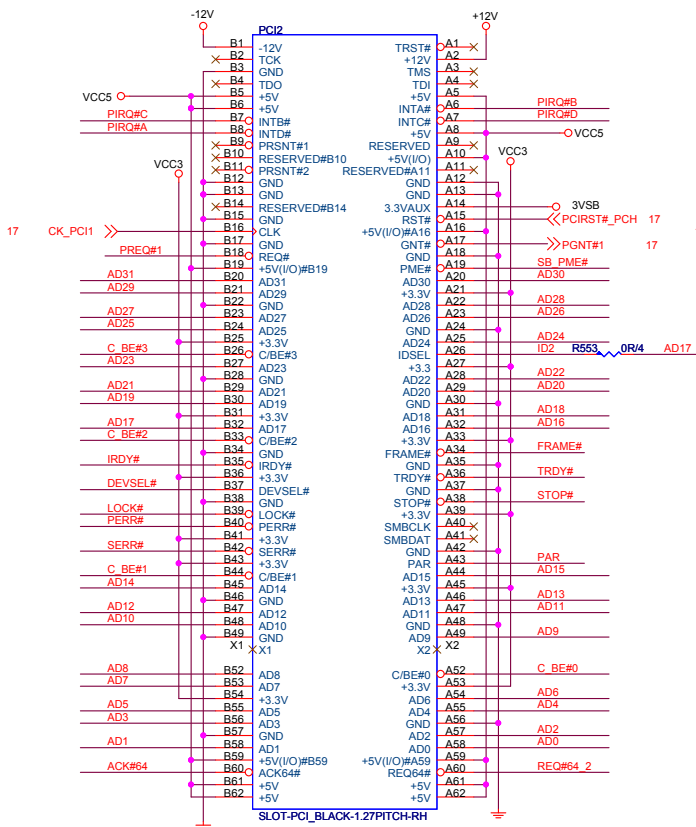 -12V PCI2 +12V
B1 -12V TRST# A1
B2 TCK +12V A2
B3 GND TMS A3
B4 TDO TDI A4
VCC5 B5 +5V +5V A5
B6 +5V INTA# A6 PIRQ#B
PIRQ#C B7 INTB# INTC# A7 PIRQ#D
PIRQ#A B8 INTD# +5V A8 VCC5
B9 PRSNT#1 RESERVED A9
B10 RESERVED#B10 +5V(I/O) A10
VCC3 B11 PRSNT#2 RESERVED#A11 A11 VCC3
B12 GND GND A12
B13 GND GND A13
B14 RESERVED#B14 3.3VAUX A14 3VSB
B15 GND RST# A15 PCIRST#_PCH 17
17 CK_PCI1 B16 CLK +5V(I/O)#A16 A16
B17 GND GNT# A17 PGNT#1 17
PREQ#1 B18 REQ# GND A18
B19 +5V(I/O)#B19 PME# A19 SB_PME#
AD31 B20 AD31 AD30 A20 AD30
AD29 B21 AD29 +3.3V A21
B22 GND AD28 A22 AD28
AD27 B23 AD27 AD26 A23 AD26
AD25 B24 AD25 GND A24
B25 +3.3V AD24 A25 AD24
C_BE#3 B26 C/BE#3 IDSEL A26 ID2 R553 0R/4 AD17
AD23 B27 AD23 +3.3 A27
B28 GND AD22 A28 AD22
AD21 B29 AD21 AD20 A29 AD20
AD19 B30 AD19 GND A30
B31 +3.3V AD18 A31 AD18
AD17 B32 AD17 AD16 A32 AD16
C_BE#2 B33 C/BE#2 +3.3V A33
B34 GND FRAME# A34 FRAME#
IRDY# B35 IRDY# GND A35
B36 +3.3V TRDY# A36 TRDY#
DEVSEL# B37 DEVSEL# GND A37
B38 GND STOP# A38 STOP#
LOCK# B39 LOCK# +3.3V A39
PERR# B40 PERR# SMBCLK A40
B41 +3.3V SMBDAT A41
SERR# B42 SERR# GND A42
B43 +3.3V PAR A43 PAR
C_BE#1 B44 C/BE#1 AD15 A44 AD15
AD14 B45 AD14 +3.3V A45
B46 GND AD13 A46 AD13
AD12 B47 AD12 AD11 A47 AD11
AD10 B48 AD10 GND A48
B49 GND AD9 A49 AD9
X1 X1 X2 X2
AD8 B52 AD8 C/BE#0 A52 C_BE#0
AD7 B53 AD7 +3.3V A53
B54 +3.3V AD6 A54 AD6
AD5 B55 AD5 AD4 A55 AD4
AD3 B56 AD3 GND A56
B57 GND AD2 A57 AD2
AD1 B58 AD1 AD0 A58 AD0
B59 +5V(I/O)#B59 +5V(I/O)#A59 A59
ACK#64 B60 ACK64# REQ64# A60 REQ#64_2
B61 +5V +5V A61
B62 +5V +5V A62
SLOT-PCI_BLACK-1.27PITCH-RH